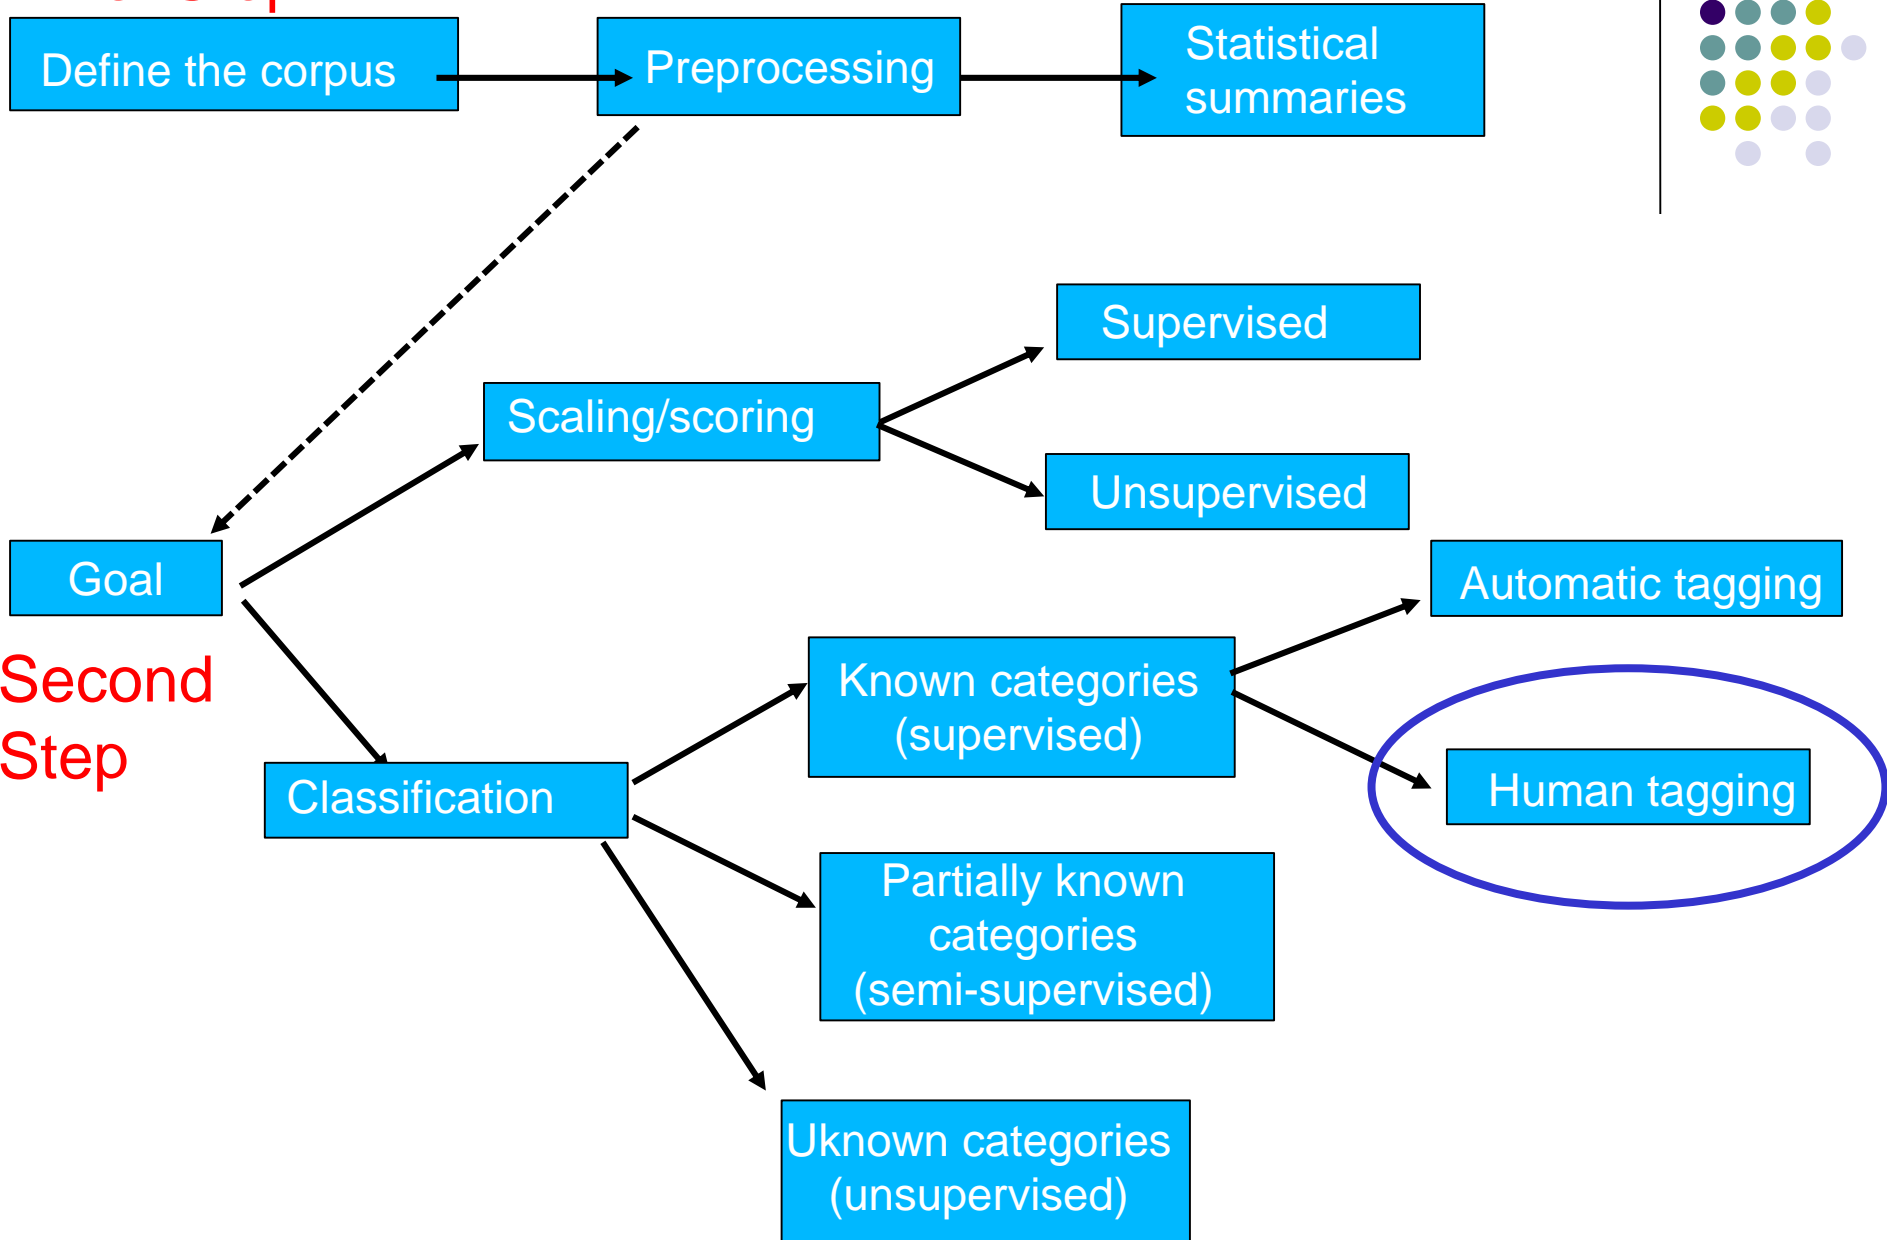 Define the corpus
Preprocessing
Statistical
summaries
Supervised
Scaling/scoring
Unsupervised
Goal
Automatic tagging
Second
Step
Known categories
(supervised)
Human tagging
Classification
Partially known
categories
(semi-supervised)
Uknown categories
(unsupervised)